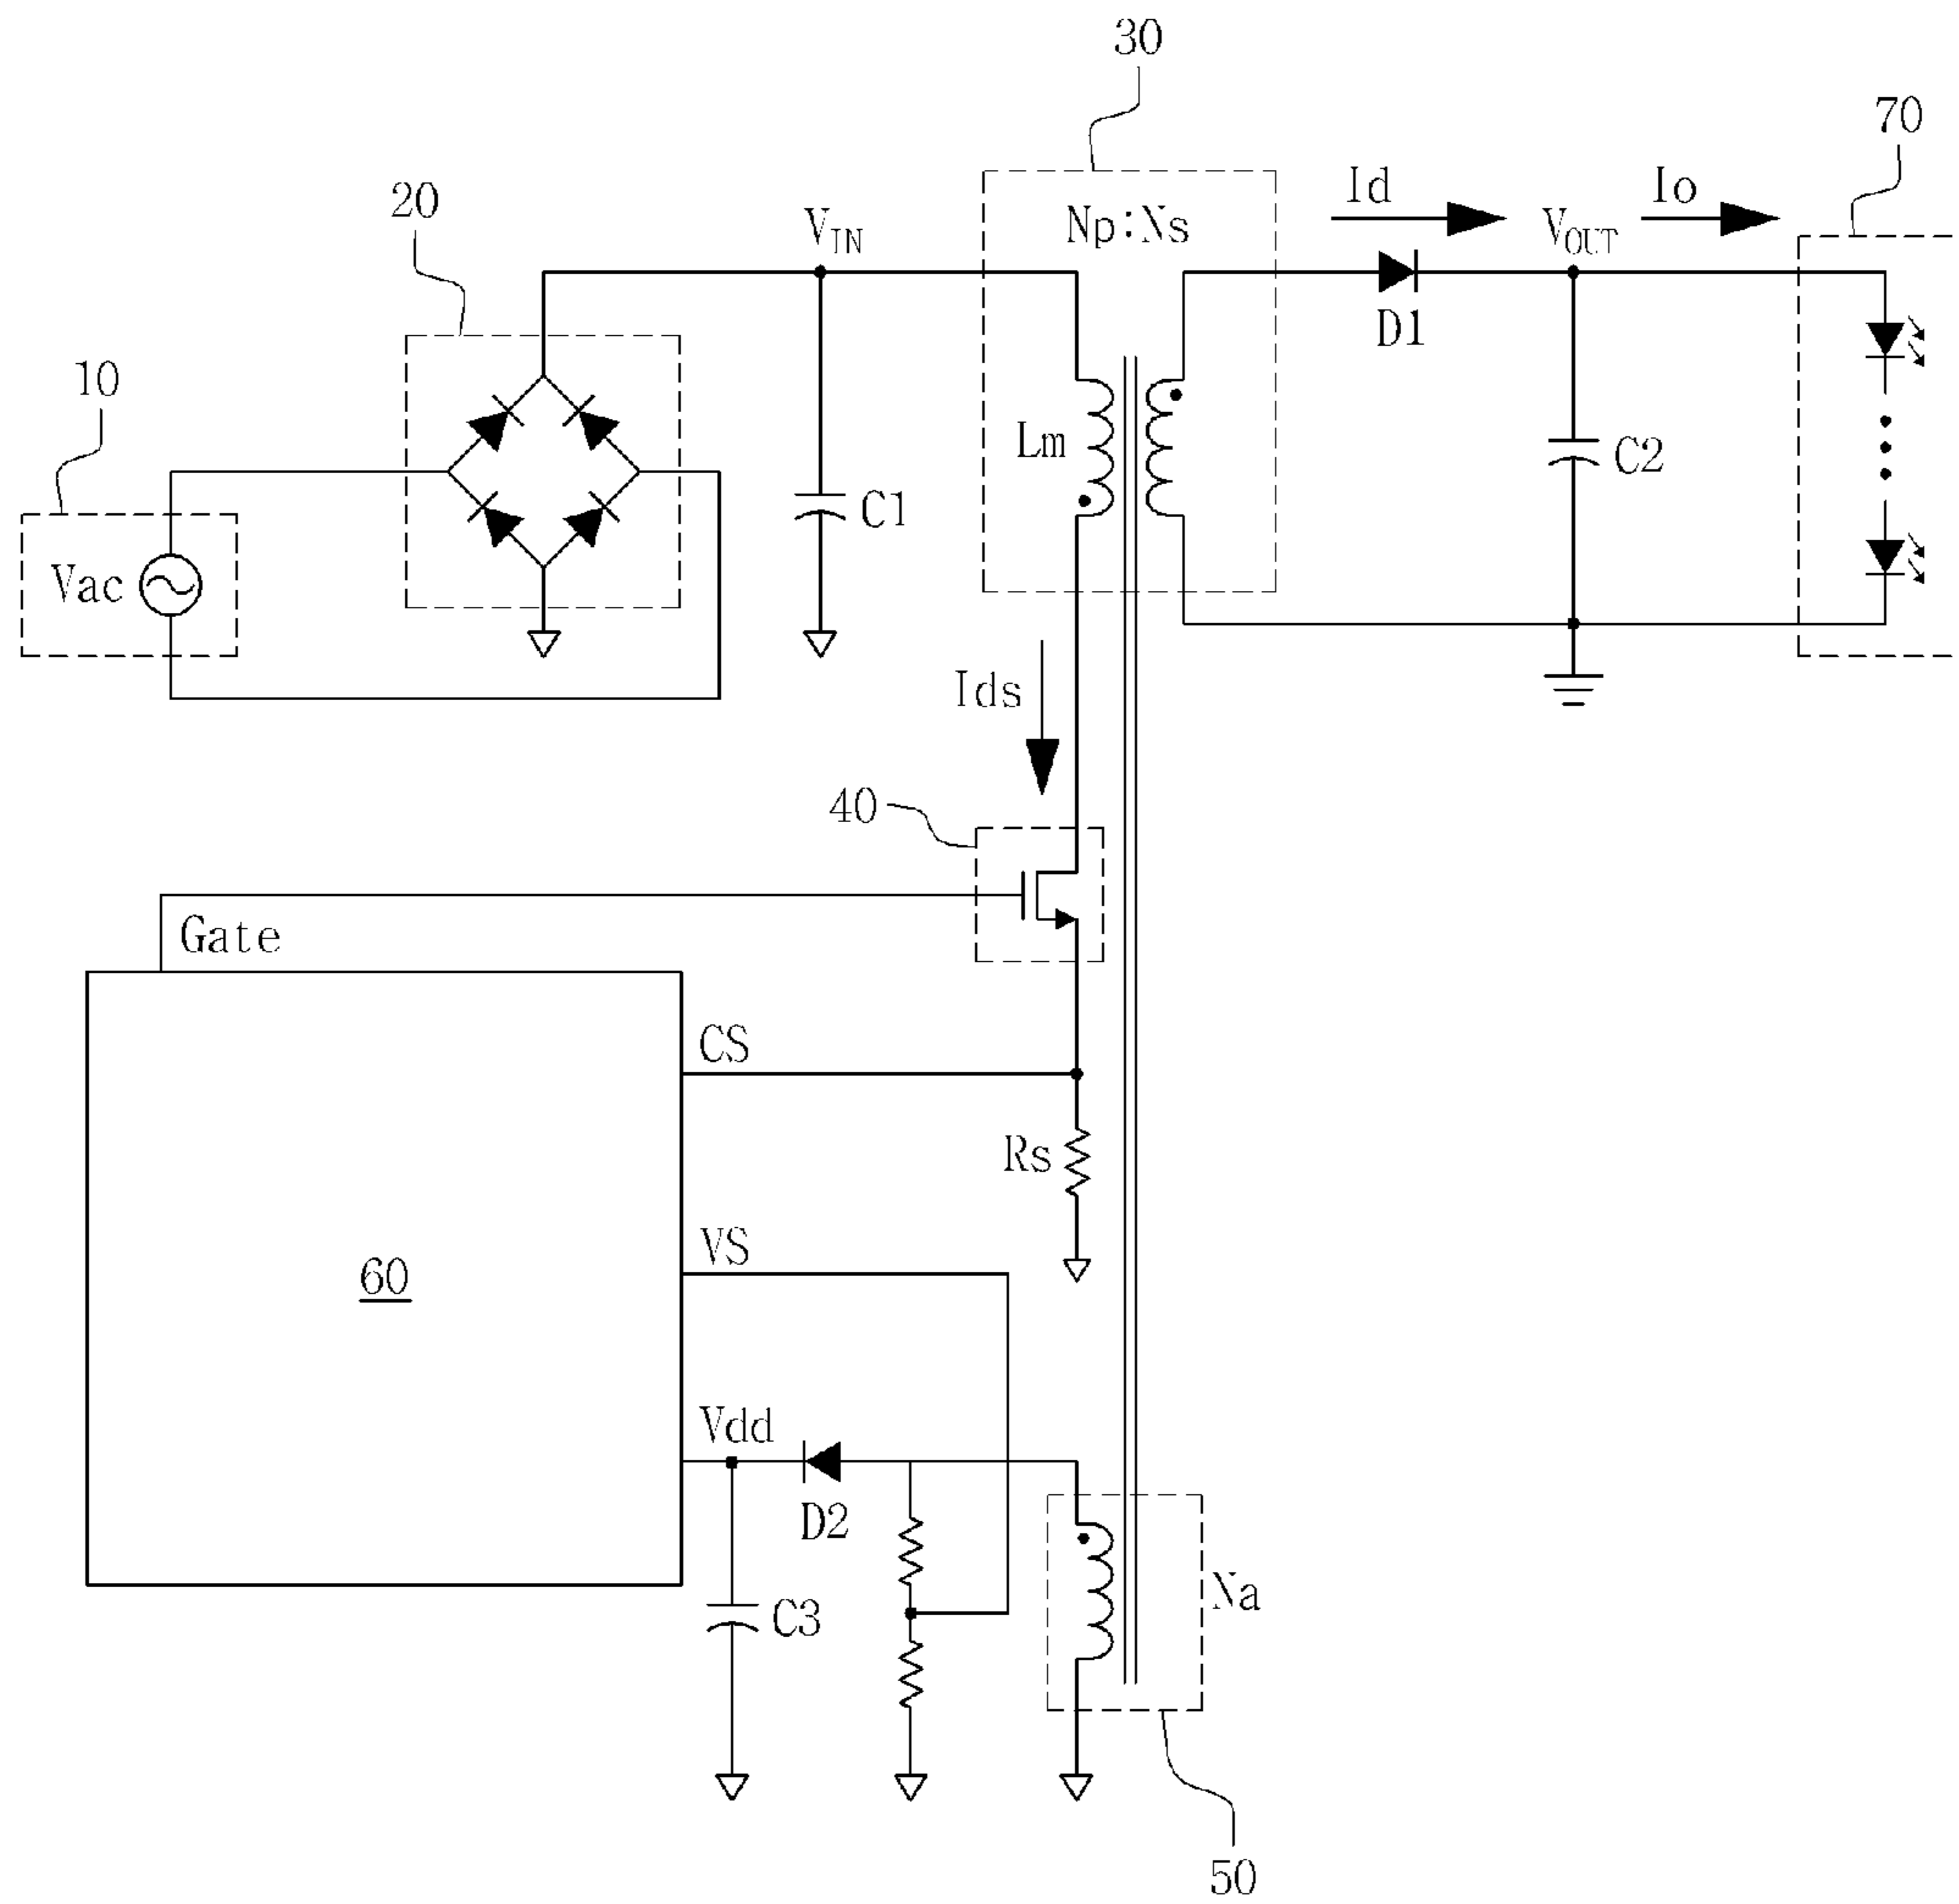 30
70
20
Id
Io
Np:Ns
VIN
VOUT
D1
10
Lm
C2
C1
Vac
Ids
40
Gate
CS
Rs
VS
60
Vdd
D2
Na
C3
50